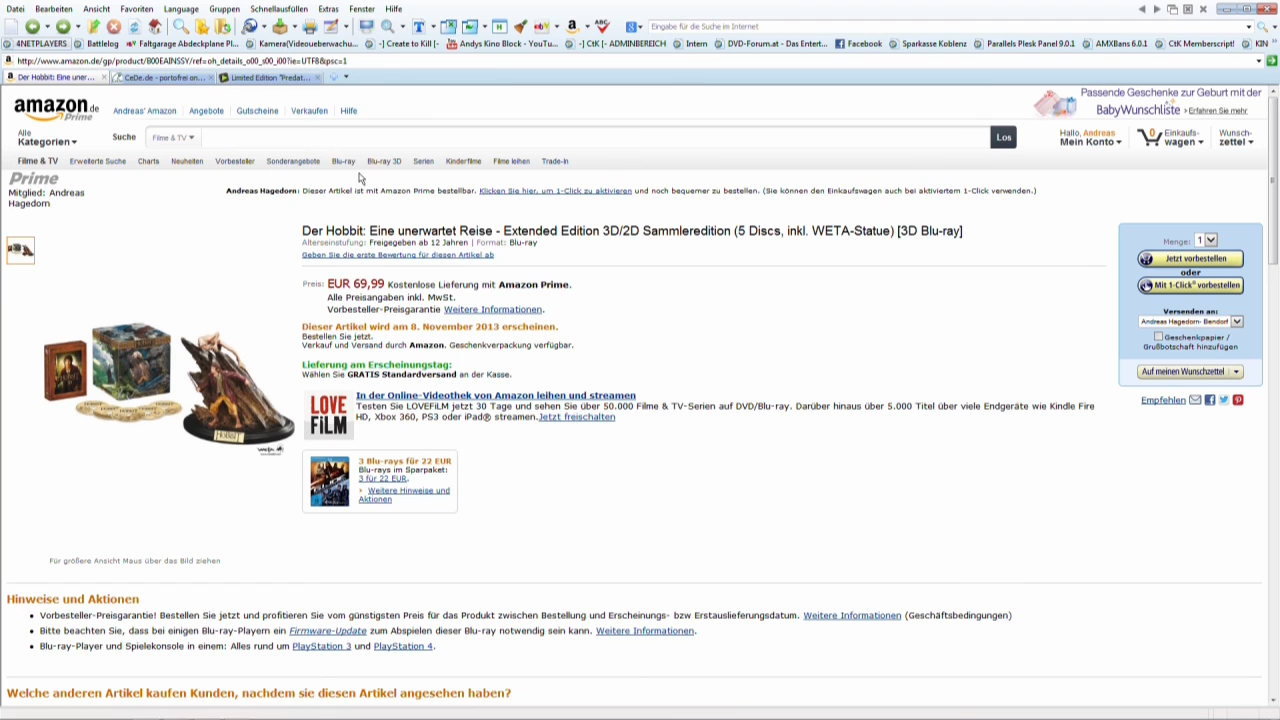 Datei Bearbeiten Ansicht Favoriten Language Gruppen Schnellausfüllen Extras Fenster Hilfe
Eingabe für die Suche im Internet
4NETPLAYERS Battlelog Faltgarage Abdeckplane Pl... Kamera(Videoueberwachu... -] Create to Kill [- Andys Kino Block - YouTu... -] CtK [- ADMINBEREICH Intern DVD-Forum.at - Das Entert... Facebook Sparkasse Koblenz Parallels Plesk Panel 9.0.1 AMXBans 6.0.1 CtK Memberscript! KIN
http://www.amazon.de/gp/product/B00EAINSSY/ref=oh_details_o00_s00_i00?ie=UTF8&psc=1
Der Hobbit: Eine uner... CeDe.de - portofrei on... Limited Edition "Predat...
amazon.de Prime
Andreas' Amazon Angebote Gutscheine Verkaufen Hilfe
Passende Geschenke zur Geburt mit der
BabyWunschliste > Erfahren Sie mehr
Alle Kategorien
Suche Filme & TV Los
Hallo, Andreas
Mein Konto
0 Einkaufswagen
Wunschzettel
Filme & TV Erweiterte Suche Charts Neuheiten Vorbesteller Sonderangebote Blu-ray Blu-ray 3D Serien Kinderfilme Filme leihen Trade-In
Prime
Mitglied: Andreas
Hagedorn
Andreas Hagedorn: Dieser Artikel ist mit Amazon Prime bestellbar. Klicken Sie hier, um 1-Click zu aktivieren und noch bequemer zu bestellen. (Sie können den Einkaufswagen auch bei aktiviertem 1-Click verwenden.)
Der Hobbit: Eine unerwartet Reise - Extended Edition 3D/2D Sammleredition (5 Discs, inkl. WETA-Statue) [3D Blu-ray]
Alterseinstufung: Freigegeben ab 12 Jahren | Format: Blu-ray
Geben Sie die erste Bewertung für diesen Artikel ab
Preis: EUR 69,99 Kostenlose Lieferung mit Amazon Prime.
Alle Preisangaben inkl. MwSt.
Vorbesteller-Preisgarantie Weitere Informationen.
Dieser Artikel wird am 8. November 2013 erscheinen.
Bestellen Sie jetzt.
Verkauf und Versand durch Amazon. Geschenkverpackung verfügbar.
Lieferung am Erscheinungstag:
Wählen Sie GRATIS Standardversand an der Kasse.
LOVE FiLM
In der Online-Videothek von Amazon leihen und streamen
Testen Sie LOVEFiLM jetzt 30 Tage und sehen Sie über 50.000 Filme & TV-Serien auf DVD/Blu-ray. Darüber hinaus über 5.000 Titel über viele Endgeräte wie Kindle Fire
HD, Xbox 360, PS3 oder iPad® streamen. Jetzt freischalten
3 Blu-rays für 22 EUR
Blu-rays im Sparpaket:
3 für 22 EUR.
Weitere Hinweise und
Aktionen
Menge: 1
Jetzt vorbestellen
oder
Mit 1-Click® vorbestellen
Versenden an:
Andreas Hagedorn- Bendorf
Geschenkpapier /
Grußbotschaft hinzufügen
Auf meinen Wunschzettel
Empfehlen
Für größere Ansicht Maus über das Bild ziehen
Hinweise und Aktionen
Vorbesteller-Preisgarantie! Bestellen Sie jetzt und profitieren Sie vom günstigsten Preis für das Produkt zwischen Bestellung und Erscheinungs- bzw Erstauslieferungsdatum. Weitere Informationen (Geschäftsbedingungen)
Bitte beachten Sie, dass bei einigen Blu-ray-Playern ein Firmware-Update zum Abspielen dieser Blu-ray notwendig sein kann. Weitere Informationen.
Blu-ray-Player und Spielekonsole in einem: Alles rund um PlayStation 3 und PlayStation 4.
Welche anderen Artikel kaufen Kunden, nachdem sie diesen Artikel angesehen haben?